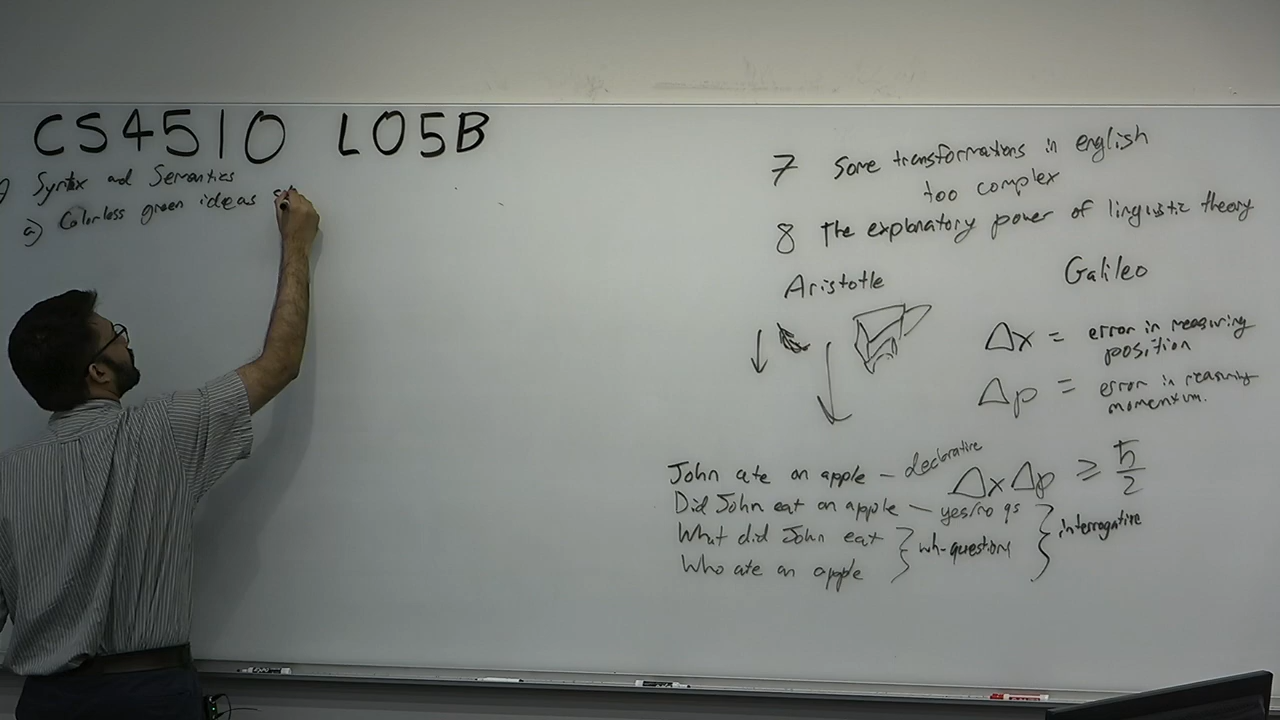 CS4510 L05B
Syntax and Semantics
a) Colorless green ideas
7 Some transformations in english
too complex
8 The explanatory power of linguistic theory
Aristotle
Galileo
Δx = error in measuring
position
Δp = error in measuring
momentum.
ΔxΔp ≥ ℏ/2
John ate an apple – declarative
Did John eat an apple – yes/no qs
What did John eat } wh-questions } interrogative
Who ate an apple